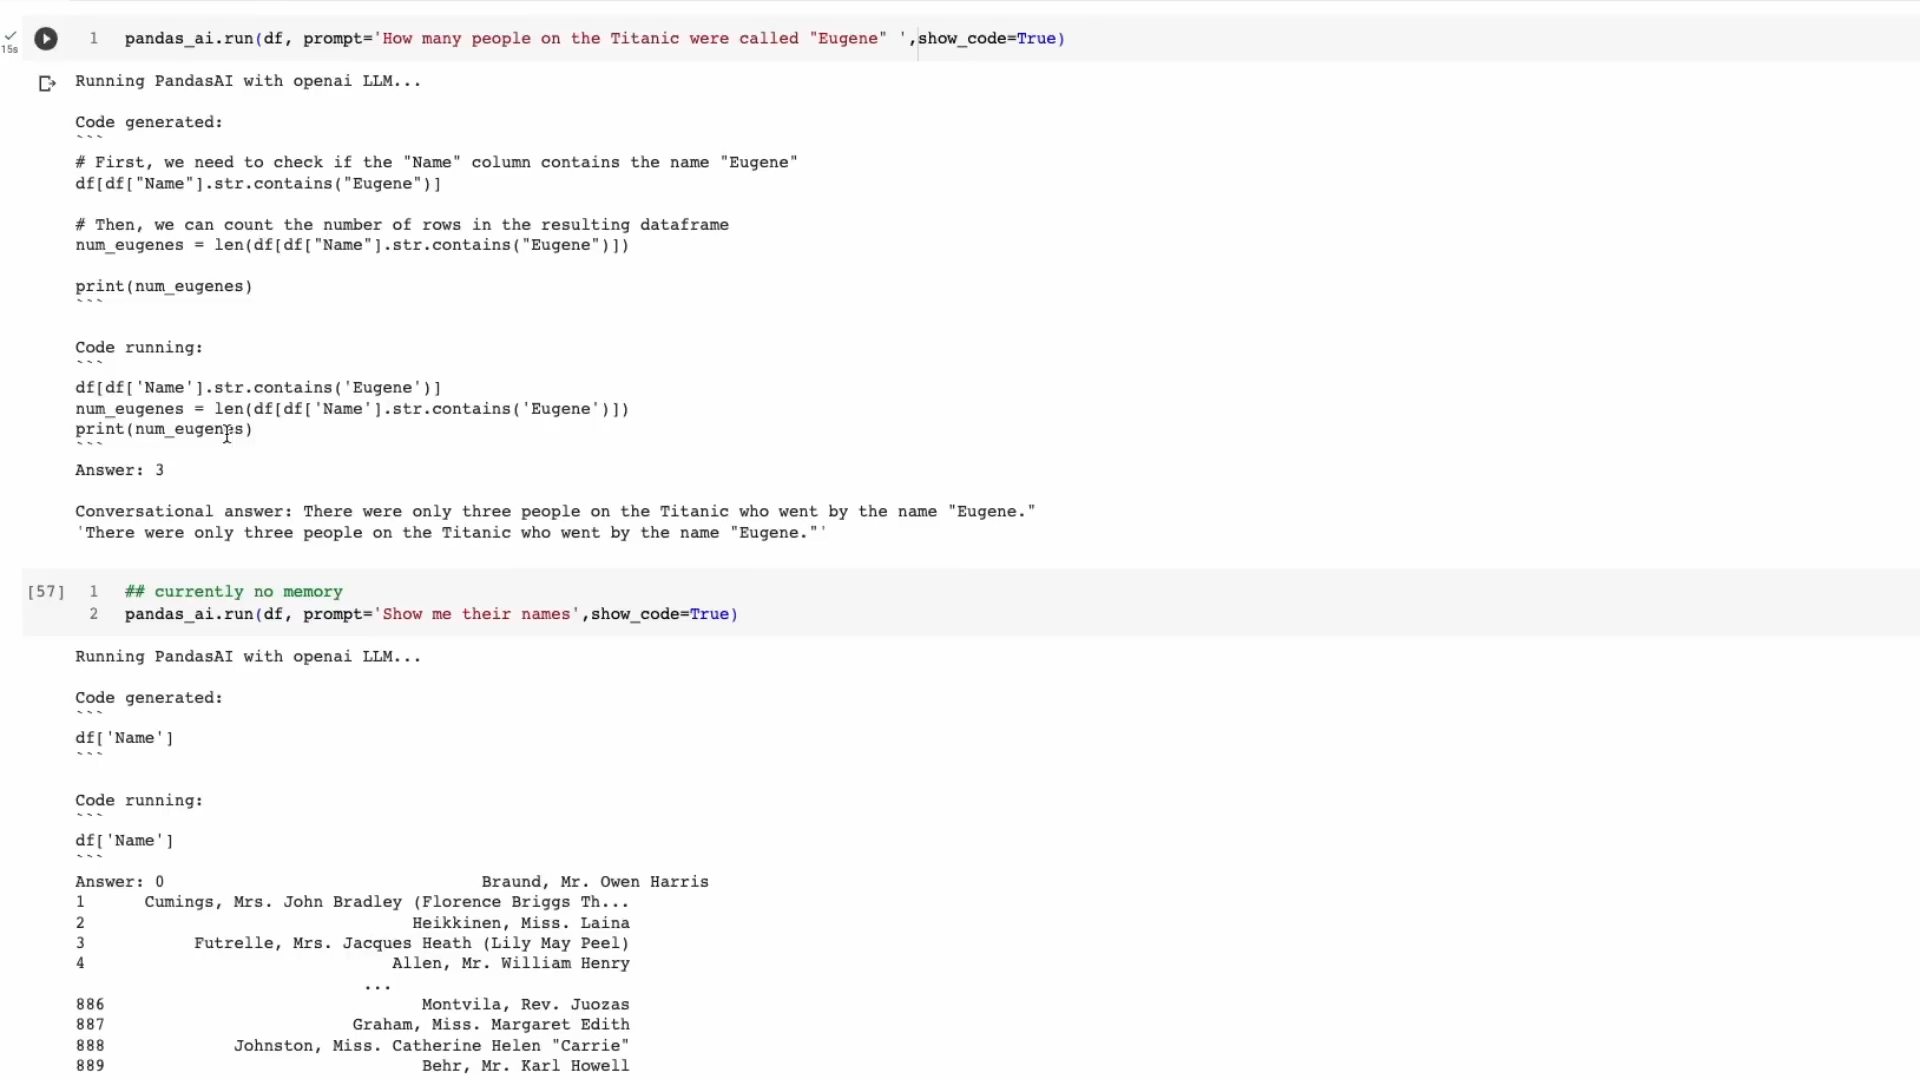 15s
1 pandas_ai.run(df, prompt='How many people on the Titanic were called "Eugene" ',show_code=True)
Running PandasAI with openai LLM...
Code generated:
```
# First, we need to check if the "Name" column contains the name "Eugene"
df[df["Name"].str.contains("Eugene")]
# Then, we can count the number of rows in the resulting dataframe
num_eugenes = len(df[df["Name"].str.contains("Eugene")])
print(num_eugenes)
```
Code running:
```
df[df['Name'].str.contains('Eugene')]
num_eugenes = len(df[df['Name'].str.contains('Eugene')])
print(num_eugenes)
```
Answer: 3
Conversational answer: There were only three people on the Titanic who went by the name "Eugene."
'There were only three people on the Titanic who went by the name "Eugene."'
[57] 1 ## currently no memory
2 pandas_ai.run(df, prompt='Show me their names',show_code=True)
Running PandasAI with openai LLM...
Code generated:
```
df['Name']
```
Code running:
```
df['Name']
```
Answer: 0 Braund, Mr. Owen Harris
1 Cumings, Mrs. John Bradley (Florence Briggs Th...
2 Heikkinen, Miss. Laina
3 Futrelle, Mrs. Jacques Heath (Lily May Peel)
4 Allen, Mr. William Henry
...
886 Montvila, Rev. Juozas
887 Graham, Miss. Margaret Edith
888 Johnston, Miss. Catherine Helen "Carrie"
889 Behr, Mr. Karl Howell